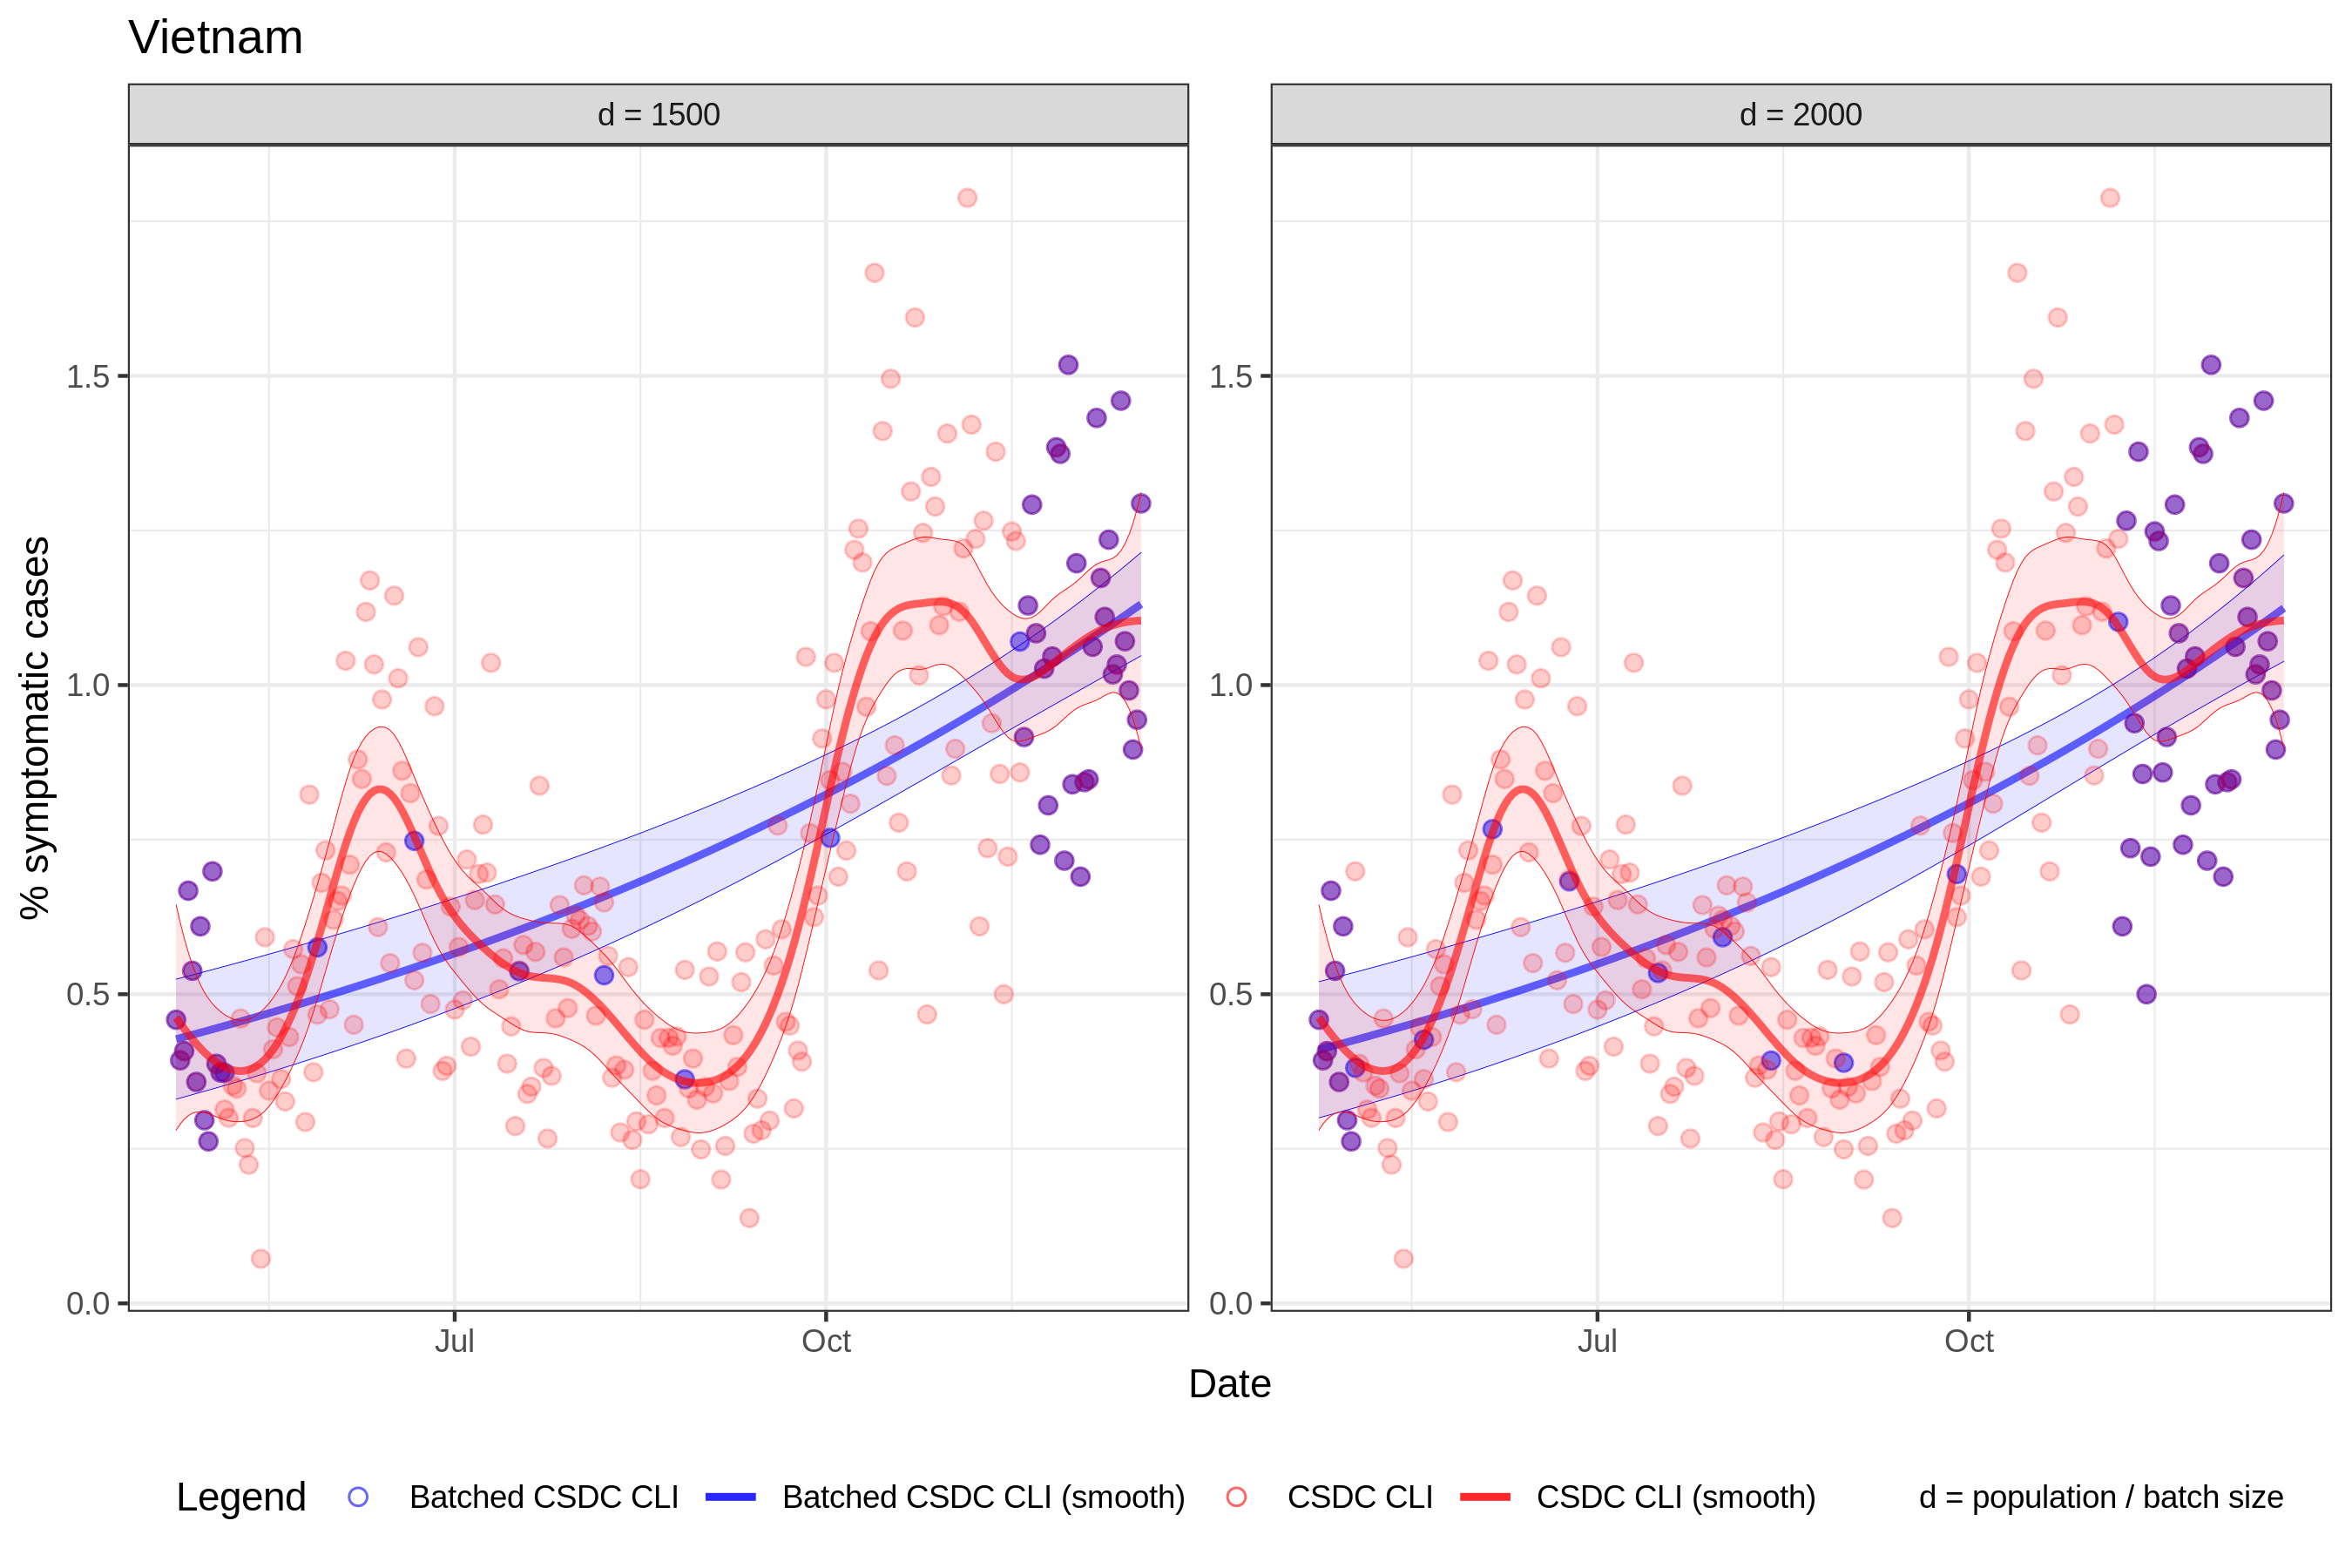 Vietnam
d = 1500
d = 2000
% symptomatic cases
1.5
1.0
0.5
0.0
1.5
1.0
0.5
0.0
Jul
Oct
Jul
Oct
Date
Legend
Batched CSDC CLI
Batched CSDC CLI (smooth)
CSDC CLI
CSDC CLI (smooth)
d = population / batch size